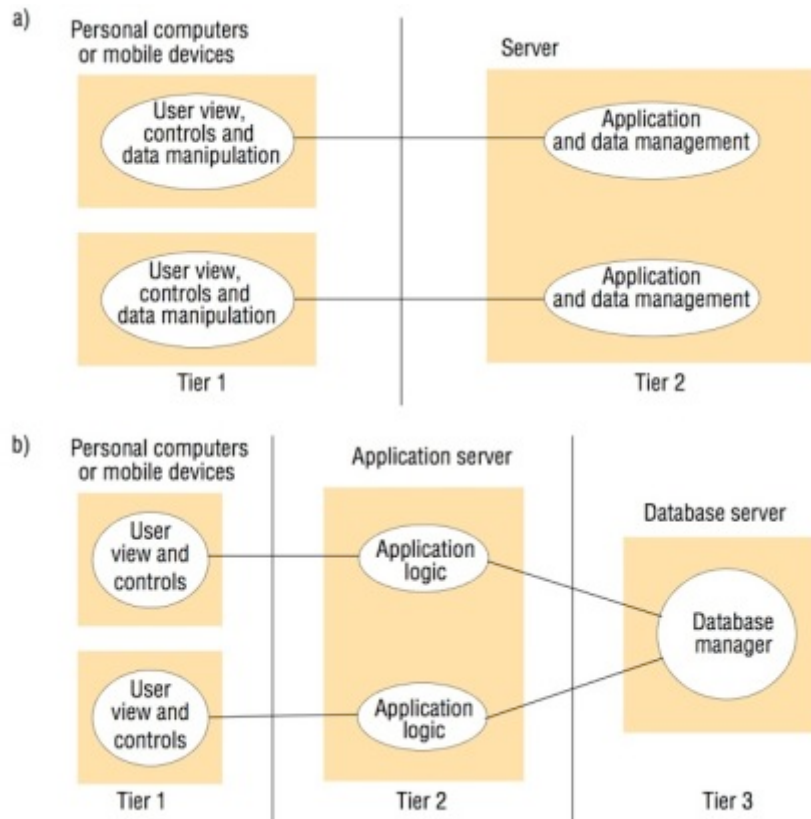 a)
Personal computers
or mobile devices
Server
User view,
controls and
data manipulation
Application
and data management
User view,
controls and
data manipulation
Application
and data management
Tier 1
Tier 2
b)
Personal computers
or mobile devices
Application server
Database server
User
view and
controls
Application
logic
Database
manager
User
view and
controls
Application
logic
Tier 1
Tier 2
Tier 3